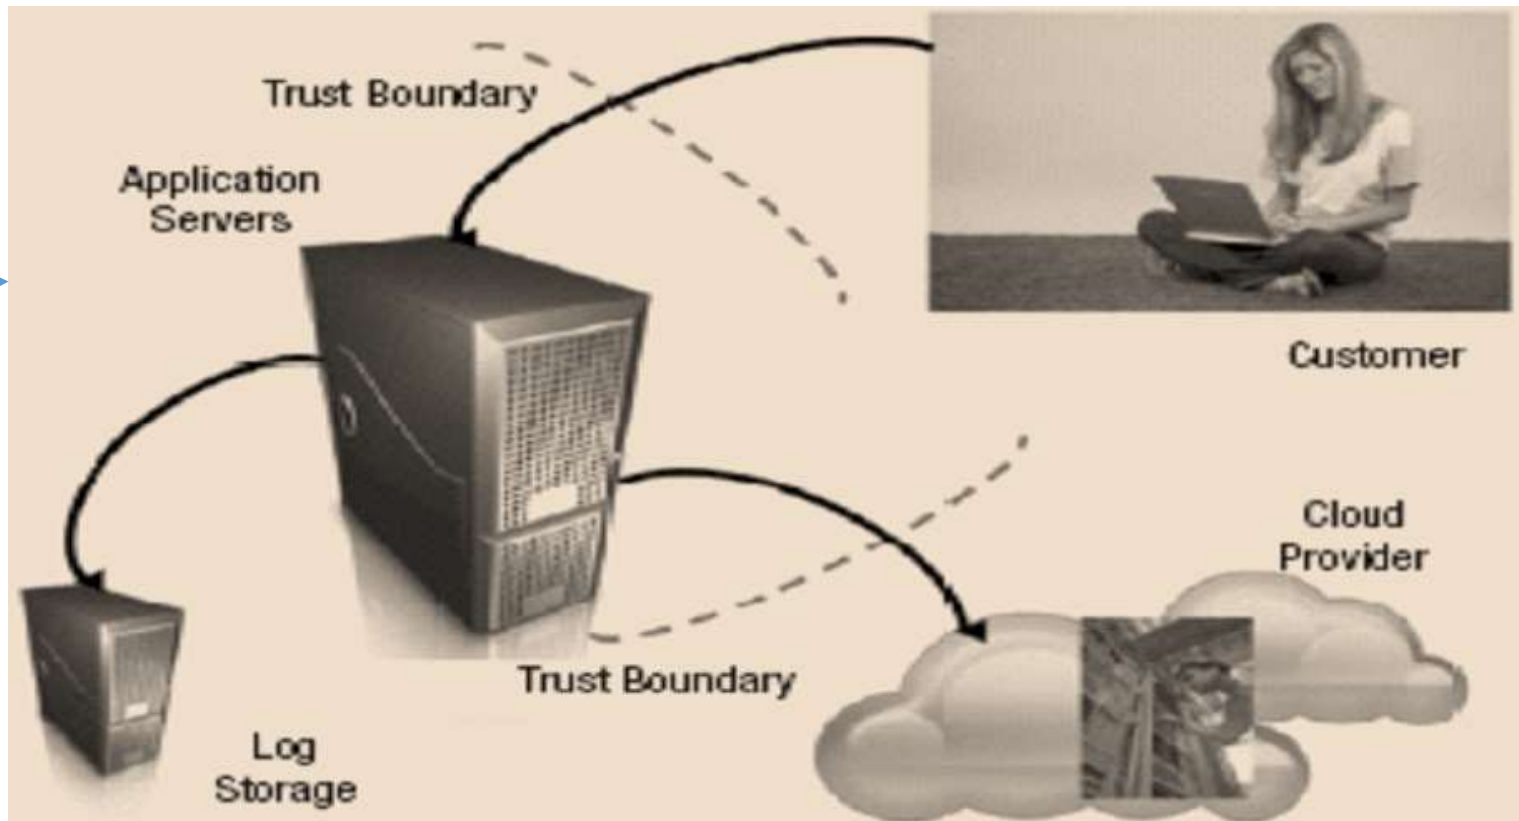 Trust Boundary
Application
Servers
Customer
Cloud
Provider
Trust Boundary
Log
Storage